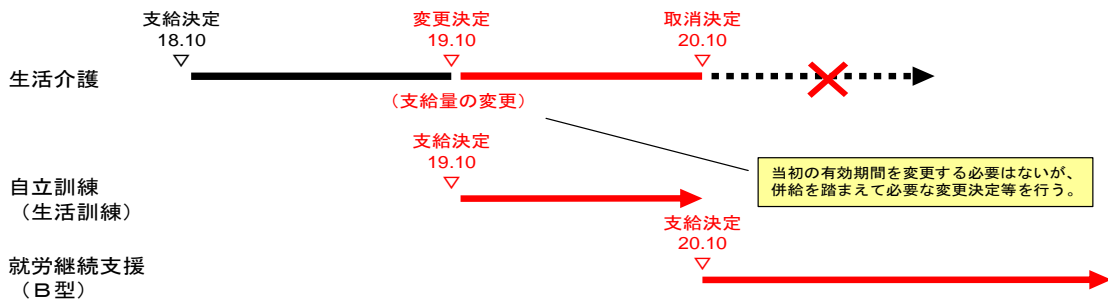 支給決定
18.10
▽
変更決定
19.10
▽
取消決定
20.10
▽
生活介護
(支給量の変更)
支給決定
19.10
▽
当初の有効期間を変更する必要はないが、
併給を踏まえて必要な変更決定等を行う。
自立訓練
(生活訓練)
支給決定
20.10
▽
就労継続支援
(B型)